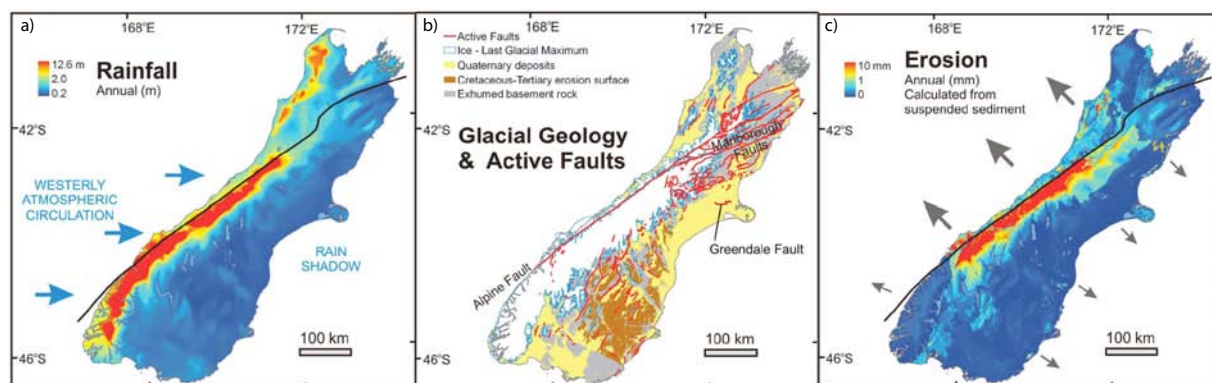 a)
168°E
172°E
12.6 m
2.0
0.2
Rainfall
Annual (m)
42°S
WESTERLY
ATMOSPHERIC
CIRCULATION
RAIN
SHADOW
46°S
100 km
b)
168°E
172°E
Active Faults
Ice - Last Glacial Maximum
Quaternary deposits
Cretaceous-Tertiary erosion surface
Exhumed basement rock
42°S
Glacial Geology
& Active Faults
Marlborough
Faults
Greendale Fault
Alpine Fault
46°S
100 km
c)
168°E
172°E
10 mm
1
0
Erosion
Annual (mm)
Calculated from
suspended sediment
42°S
46°S
100 km